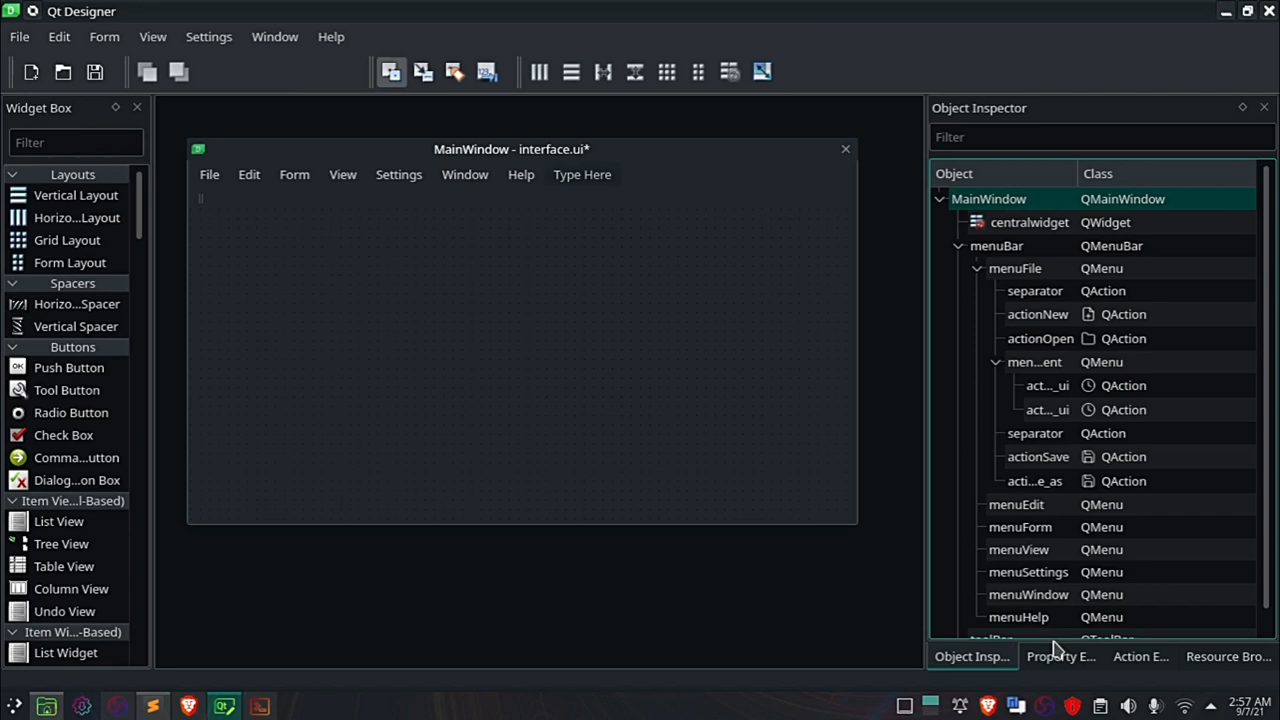 Qt Designer
File Edit Form View Settings Window Help
Widget Box
Filter
Layouts
Vertical Layout
Horizo...Layout
Grid Layout
Form Layout
Spacers
Horizo...Spacer
Vertical Spacer
Buttons
OK Push Button
Tool Button
Radio Button
Check Box
Comma...utton
Dialog...on Box
Item Vie...l-Based)
List View
Tree View
Table View
Column View
Undo View
Item Wi...-Based)
List Widget
MainWindow - interface.ui*
File Edit Form View Settings Window Help Type Here
Object Inspector
Filter
Object Class
MainWindow QMainWindow
centralwidget QWidget
menuBar QMenuBar
menuFile QMenu
separator QAction
actionNew QAction
actionOpen QAction
men...ent QMenu
act..._ui QAction
act..._ui QAction
separator QAction
actionSave QAction
acti...e_as QAction
menuEdit QMenu
menuForm QMenu
menuView QMenu
menuSettings QMenu
menuWindow QMenu
menuHelp QMenu
toolBar QToolBar
Object Insp... Property E... Action E... Resource Bro...
Qt
2:57 AM
9/7/21